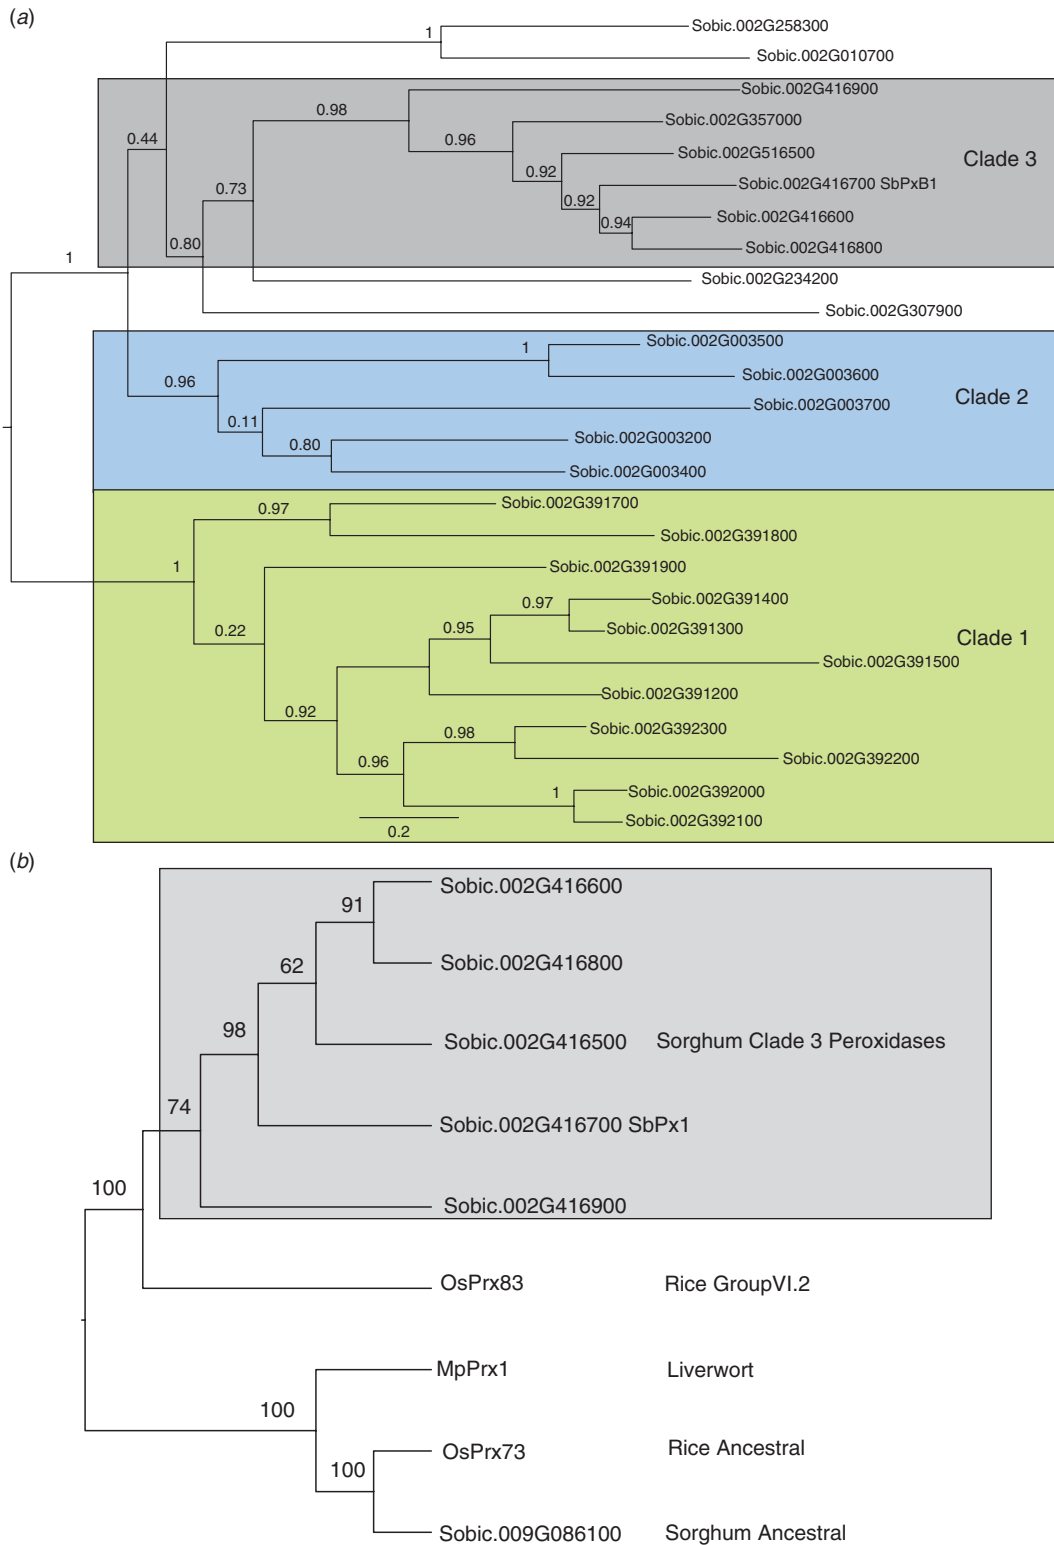 (a)
1
Sobic.002G258300
Sobic.002G010700
Sobic.002G416900
0.98
Sobic.002G357000
0.44
0.96
Sobic.002G516500
Clade 3
0.92
0.73
Sobic.002G416700 SbPxB1
0.92
Sobic.002G416600
0.94
0.80
Sobic.002G416800
1
Sobic.002G234200
Sobic.002G307900
Sobic.002G003500
1
Sobic.002G003600
0.96
Clade 2
Sobic.002G003700
0.11
Sobic.002G003200
0.80
Sobic.002G003400
Sobic.002G391700
0.97
Sobic.002G391800
1
Sobic.002G391900
Sobic.002G391400
0.97
Sobic.002G391300
0.22
0.95
Clade 1
Sobic.002G391500
Sobic.002G391200
0.92
Sobic.002G392300
0.98
Sobic.002G392200
0.96
1
Sobic.002G392000
Sobic.002G392100
0.2
(b)
Sobic.002G416600
91
Sobic.002G416800
62
98
Sobic.002G416500 Sorghum Clade 3 Peroxidases
74
Sobic.002G416700 SbPx1
100
Sobic.002G416900
OsPrx83 Rice GroupVI.2
MpPrx1 Liverwort
100
OsPrx73 Rice Ancestral
100
Sobic.009G086100 Sorghum Ancestral